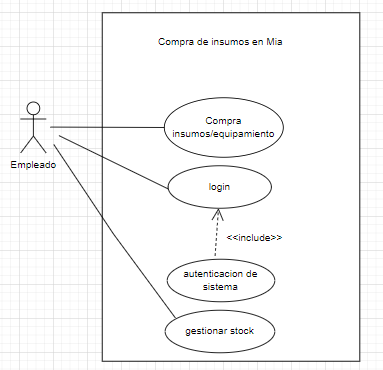 Compra de insumos en Mia
Compra
insumos/equipamiento
Empleado
login
<<include>>
autenticacion de
sistema
gestionar stock